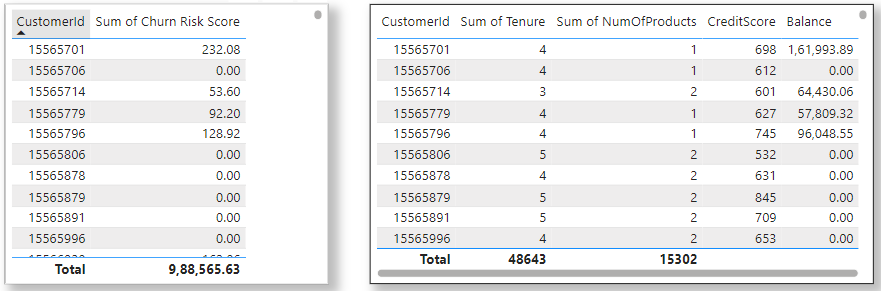 CustomerId Sum of Churn Risk Score
15565701 232.08
15565706 0.00
15565714 53.60
15565779 92.20
15565796 128.92
15565806 0.00
15565878 0.00
15565879 0.00
15565891 0.00
15565996 0.00
Total 9,88,565.63
CustomerId Sum of Tenure Sum of NumOfProducts CreditScore Balance
15565701 4 1 698 1,61,993.89
15565706 4 1 612 0.00
15565714 3 2 601 64,430.06
15565779 4 1 627 57,809.32
15565796 4 1 745 96,048.55
15565806 5 2 532 0.00
15565878 4 2 631 0.00
15565879 5 2 845 0.00
15565891 5 2 709 0.00
15565996 4 2 653 0.00
Total 48643 15302